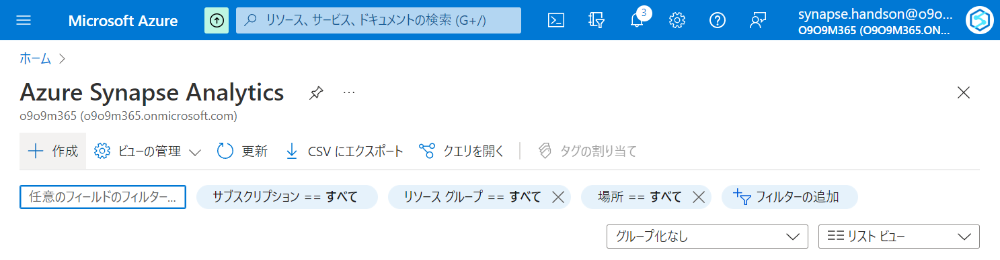 Microsoft Azure
リソース、サービス、ドキュメントの検索 (G+/)
3
synapse.handson@o9o...
O9O9M365 (O9O9M365.ON...
ホーム
Azure Synapse Analytics
...
o9o9m365 (o9o9m365.onmicrosoft.com)
作成 ビューの管理 更新 CSV にエクスポート クエリを開く タグの割り当て
任意のフィールドのフィルター... サブスクリプション == すべて リソース グループ == すべて 場所 == すべて フィルターの追加
グループ化なし リスト ビュー